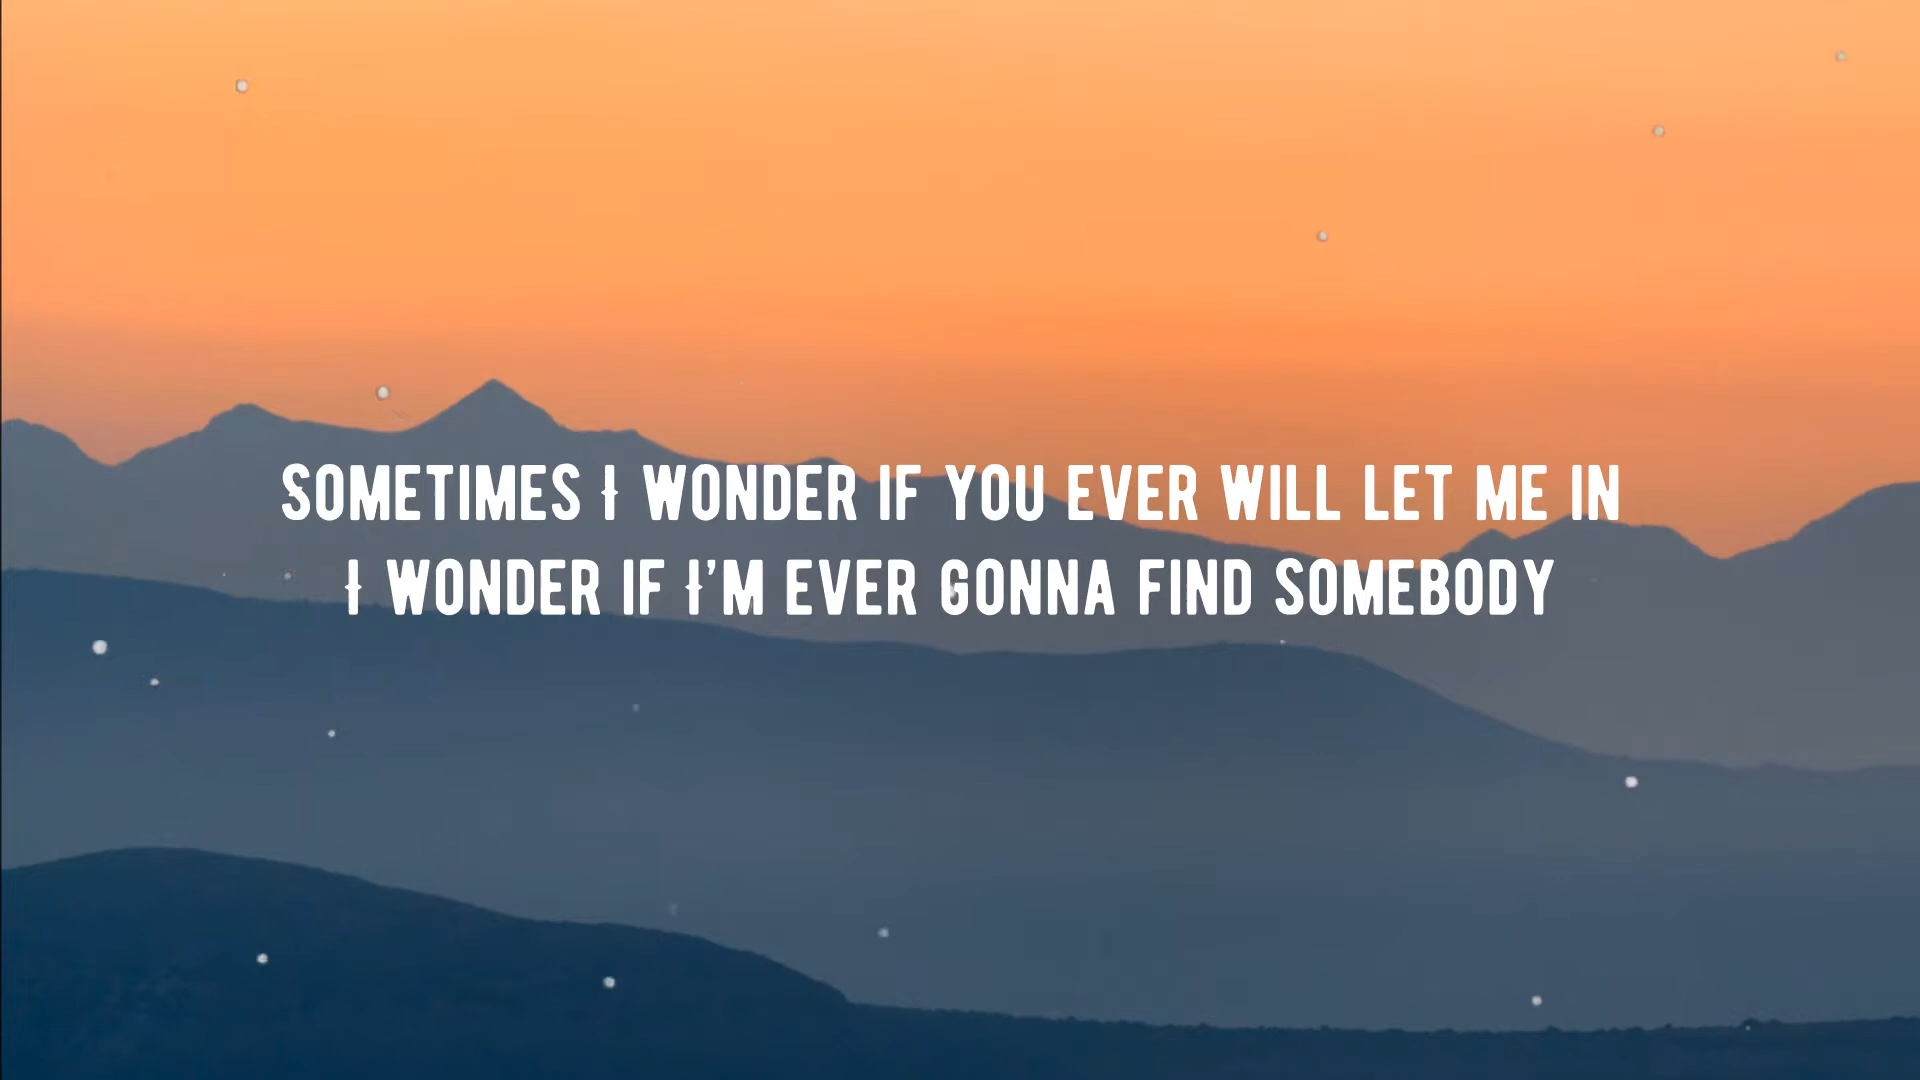 SOMETIMES I WONDER IF YOU EVER WILL LET ME IN
I WONDER IF I'M EVER GONNA FIND SOMEBODY